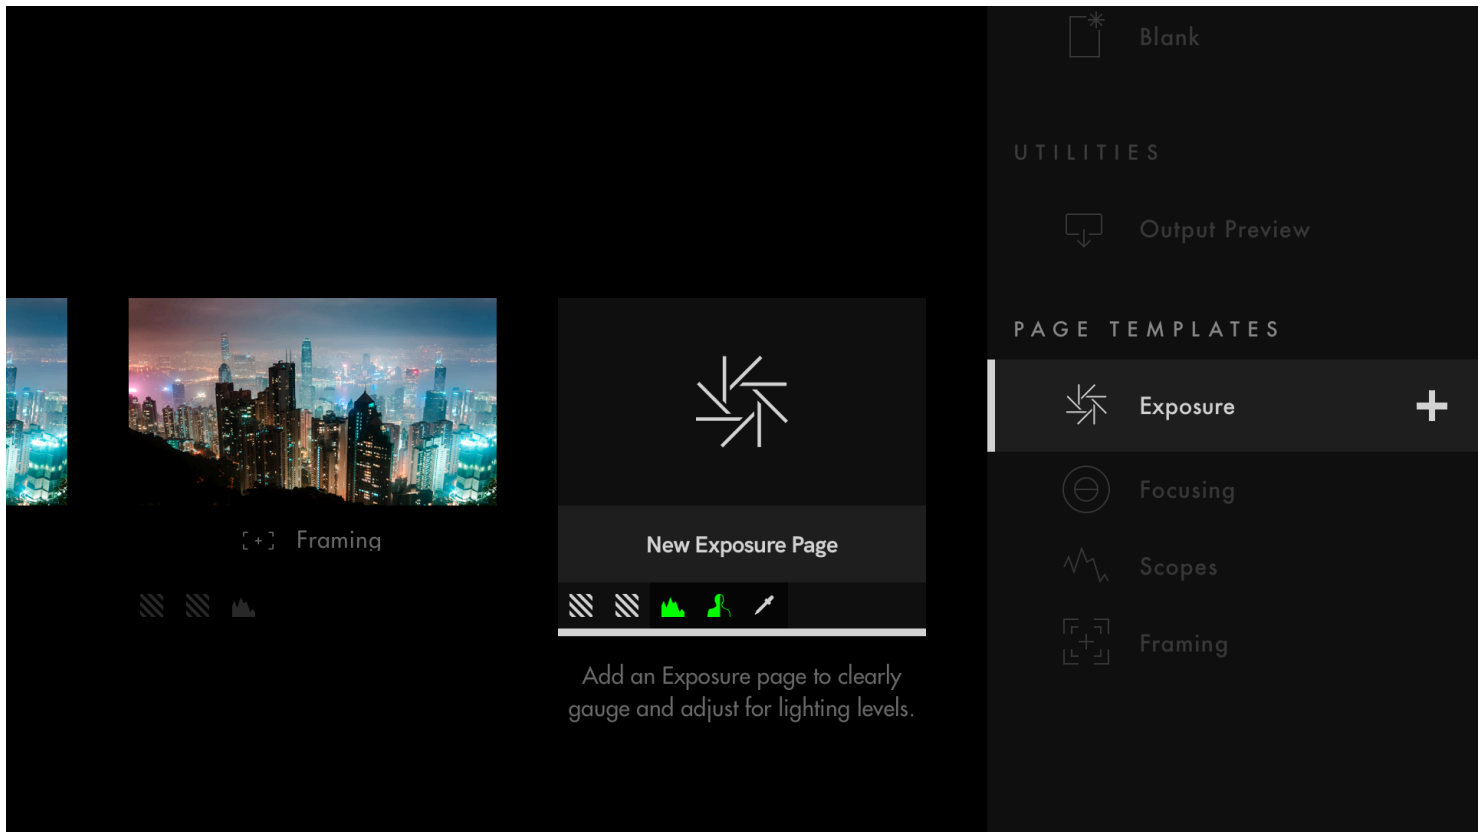 Blank
UTILITIES
Output Preview
PAGE TEMPLATES
Exposure
Focusing
Scopes
Framing
Framing
New Exposure Page
Add an Exposure page to clearly
gauge and adjust for lighting levels.